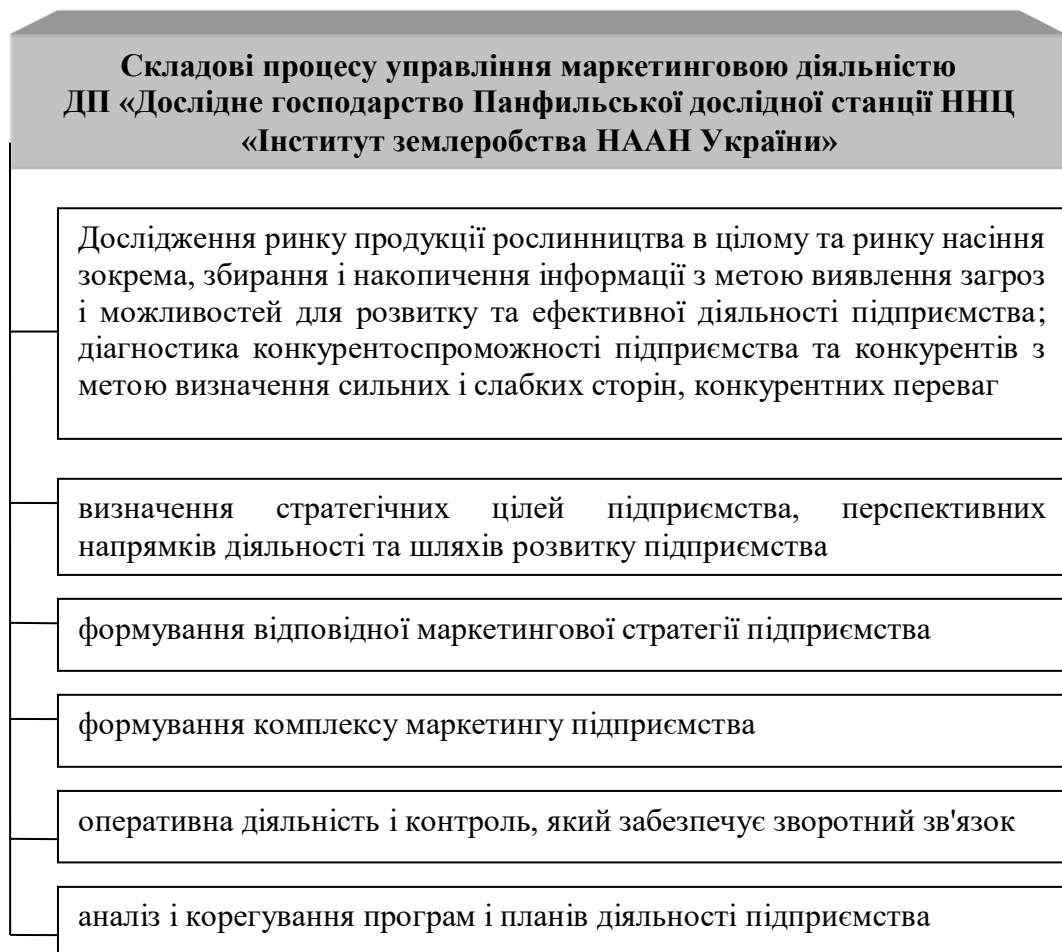 Складові процесу управління маркетинговою діяльністю
ДП «Дослідне господарство Панфильської дослідної станції ННЦ
«Інститут землеробства НААН України»
Дослідження ринку продукції рослинництва в цілому та ринку насіння
зокрема, збирання і накопичення інформації з метою виявлення загроз
і можливостей для розвитку та ефективної діяльності підприємства;
діагностика конкурентоспроможності підприємства та конкурентів з
метою визначення сильних і слабких сторін, конкурентних переваг
визначення стратегічних цілей підприємства, перспективних
напрямків діяльності та шляхів розвитку підприємства
формування відповідної маркетингової стратегії підприємства
формування комплексу маркетингу підприємства
оперативна діяльність і контроль, який забезпечує зворотний зв'язок
аналіз і корегування програм і планів діяльності підприємства